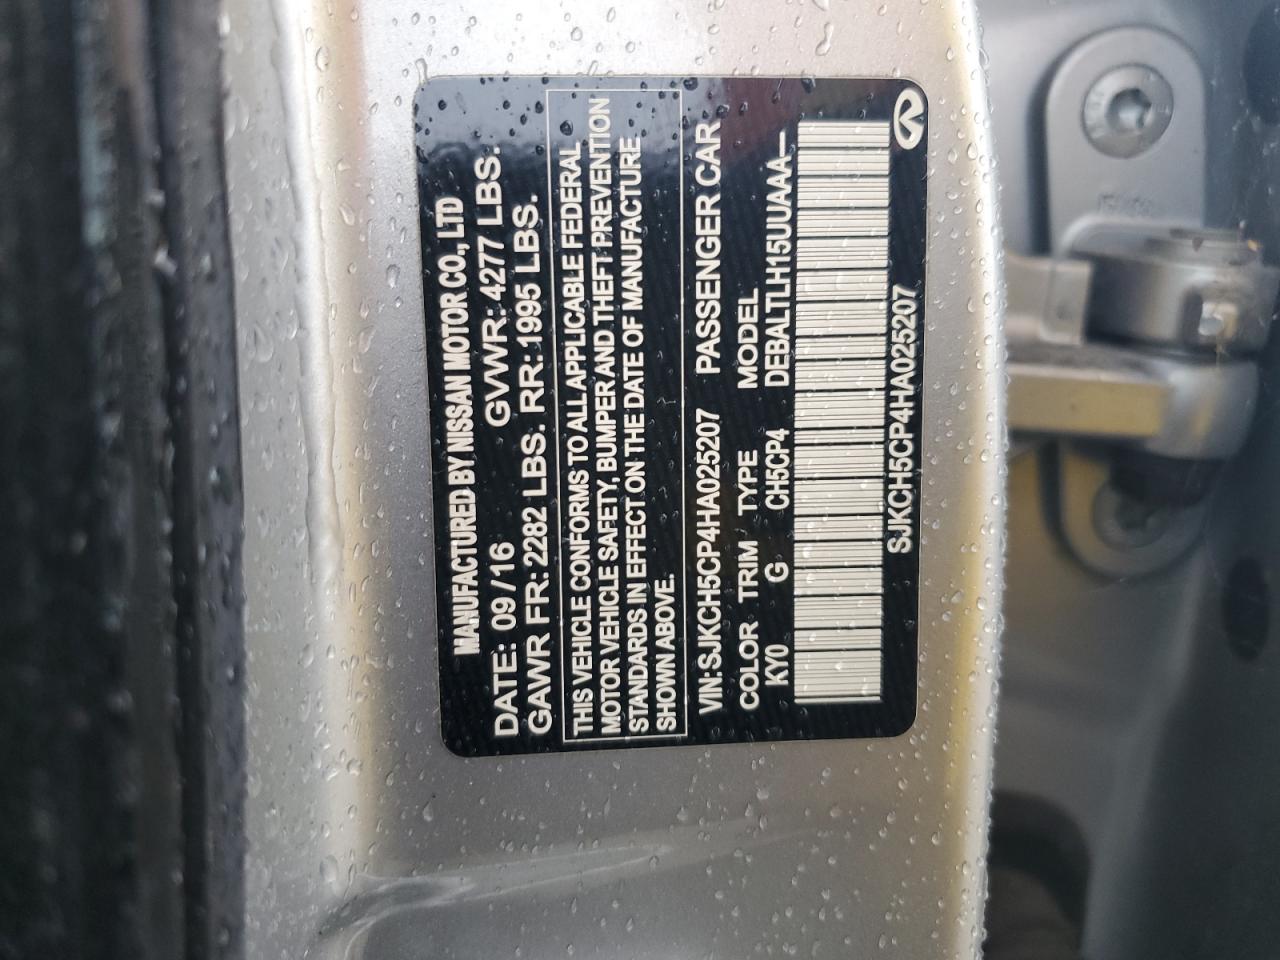 MANUFACTURED BY NISSAN MOTOR CO., LTD
DATE: 09 / 16 GVWR: 4277 LBS.
GAWR FR: 2282 LBS. RR: 1995 LBS.
THIS VEHICLE CONFORMS TO ALL APPLICABLE FEDERAL
MOTOR VEHICLE SAFETY, BUMPER AND THEFT PREVENTION
STANDARDS IN EFFECT ON THE DATE OF MANUFACTURE
SHOWN ABOVE.
VIN: SJKCH5CP4HA025207 PASSENGER CAR
COLOR TRIM TYPE MODEL
KY0 G CH5CP4 DEBALTLH15UUAAA—
SJKCH5CP4HA025207